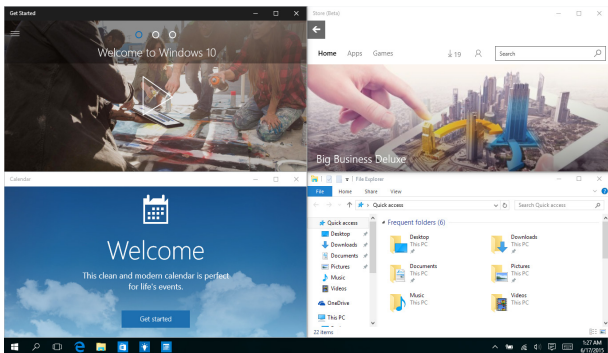 Get Started
Welcome to Windows 10
Store (Beta)
Home Apps Games 19 Search
Big Business Deluxe
Calendar
Welcome
This clean and modern calendar is perfect
for life's events.
Get started
File Explorer
File Home Share View
Quick access
Search Quick access
Quick access
Desktop
Downloads
Documents
Pictures
Music
Videos
OneDrive
This PC
Frequent folders (6)
Desktop
This PC
Downloads
This PC
Documents
This PC
Pictures
This PC
Music
This PC
Videos
This PC
22 items
1:27 AM
6/17/2015